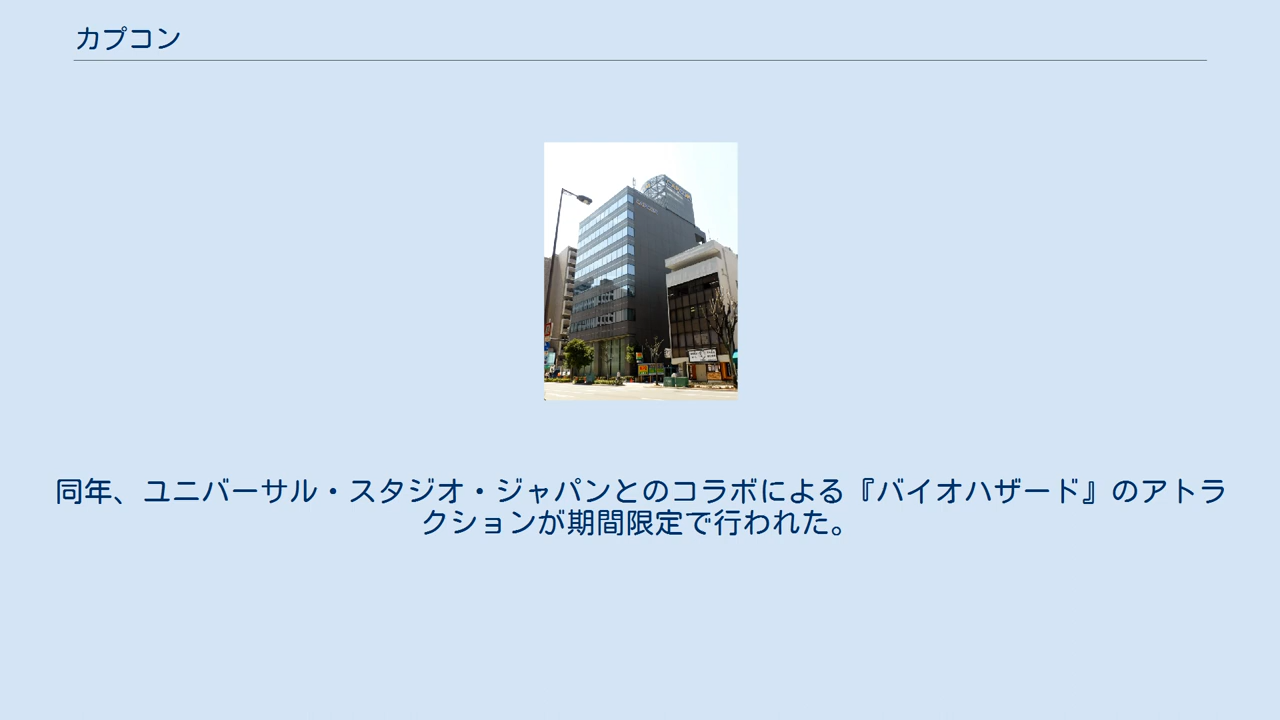 カプコン
同年、ユニバーサル・スタジオ・ジャパンとのコラボによる『バイオハザード』のアトラ
クションが期間限定で行われた。